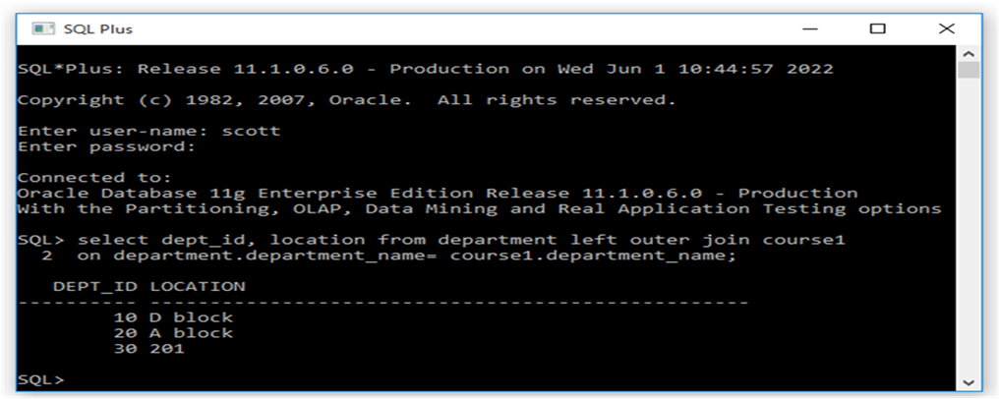 SQL Plus
SQL*Plus: Release 11.1.0.6.0 - Production on Wed Jun 1 10:44:57 2022
Copyright (c) 1982, 2007, Oracle.  All rights reserved.
Enter user-name: scott
Enter password:
Connected to:
Oracle Database 11g Enterprise Edition Release 11.1.0.6.0 - Production
With the Partitioning, OLAP, Data Mining and Real Application Testing options
SQL> select dept_id, location from department left outer join course1
  2  on department.department_name= course1.department_name;
   DEPT_ID LOCATION
---------- --------------------------------------------------
        10 D block
        20 A block
        30 201
SQL>